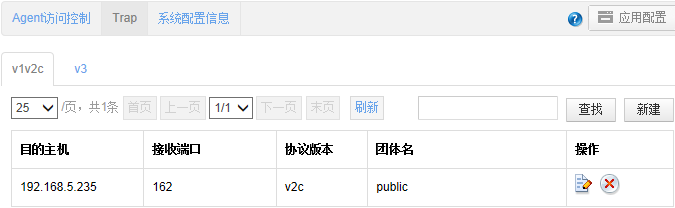 Agent访问控制 Trap 系统配置信息 应用配置
v1v2c v3
25 /页，共1条 首页 上一页 1/1 下一页 末页 刷新 查找 新建
目的主机 接收端口 协议版本 团体名 操作
192.168.5.235 162 v2c public